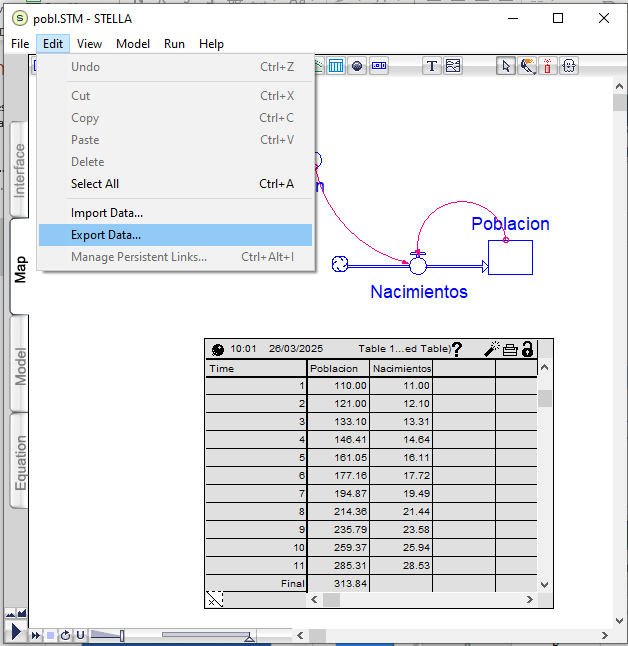 pobl.STM - STELLA
File Edit View Model Run Help
Undo Ctrl+Z
Cut Ctrl+X
Copy Ctrl+C
Paste Ctrl+V
Delete
Select All Ctrl+A
Import Data...
Export Data...
Manage Persistent Links... Ctrl+Alt+I
T
Interface
Map
Model
Equation
n
Poblacion
Nacimientos
10:01 26/03/2025 Table 1...ed Table) ?
Time Poblacion Nacimientos
1 110.00 11.00
2 121.00 12.10
3 133.10 13.31
4 146.41 14.64
5 161.05 16.11
6 177.16 17.72
7 194.87 19.49
8 214.36 21.44
9 235.79 23.58
10 259.37 25.94
11 285.31 28.53
Final 313.84
U